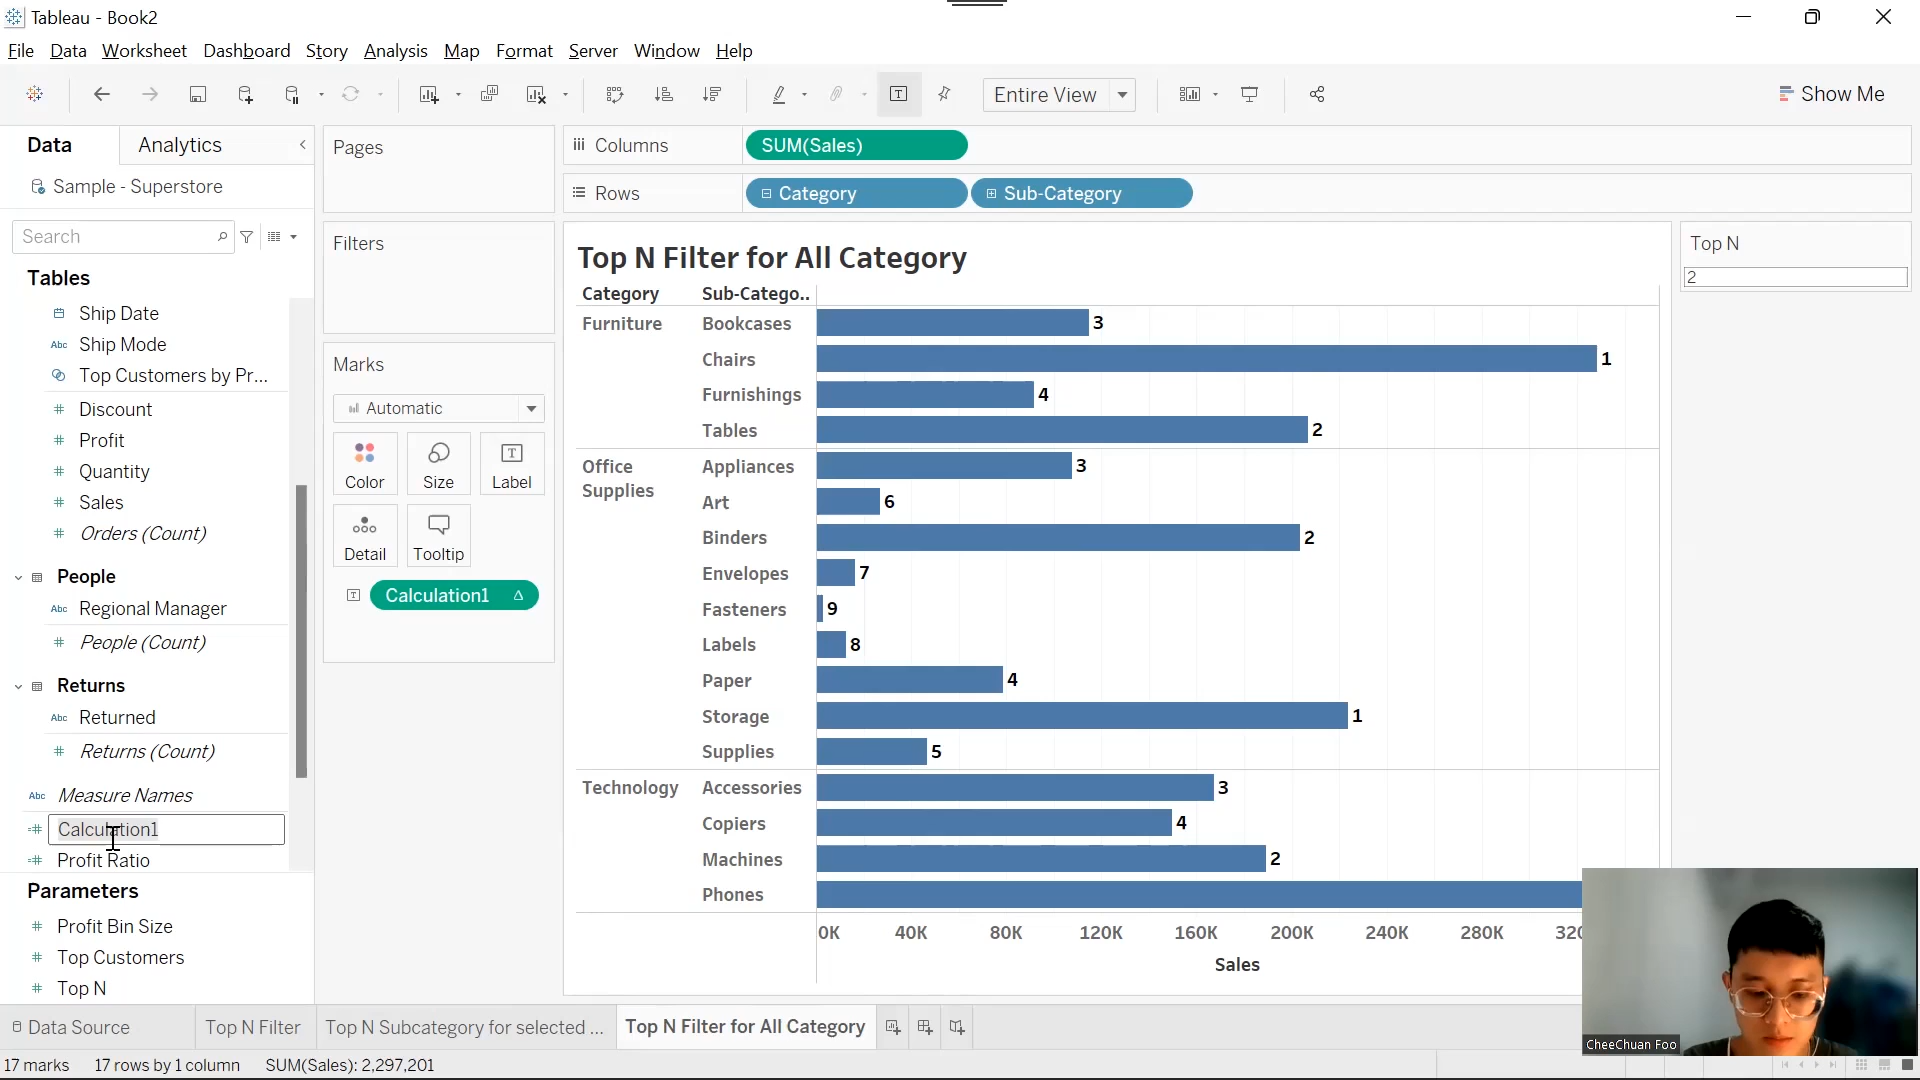 Tableau - Book2
File Data Worksheet Dashboard Story Analysis Map Format Server Window Help
Entire View
Show Me
Data
Analytics
Sample - Superstore
Search
Tables
Ship Date
Abc Ship Mode
Top Customers by Pr...
# Discount
# Profit
# Quantity
# Sales
# Orders (Count)
People
Abc Regional Manager
# People (Count)
Returns
Abc Returned
# Returns (Count)
Abc Measure Names
=# Calculation1
=# Profit Ratio
Parameters
# Profit Bin Size
# Top Customers
# Top N
Pages
Filters
Marks
Automatic
Color
Size
Label
Detail
Tooltip
Calculation1 Δ
Columns
SUM(Sales)
Rows
Category
Sub-Category
Top N Filter for All Category
Category Sub-Catego..
Furniture Bookcases 3
Chairs 1
Furnishings 4
Tables 2
Office Supplies Appliances 3
Art 6
Binders 2
Envelopes 7
Fasteners 9
Labels 8
Paper 4
Storage 1
Supplies 5
Technology Accessories 3
Copiers 4
Machines 2
Phones
0K 40K 80K 120K 160K 200K 240K 280K 320
Sales
Top N
2
CheeChuan Foo
Data Source
Top N Filter
Top N Subcategory for selected ...
Top N Filter for All Category
17 marks 17 rows by 1 column SUM(Sales): 2,297,201